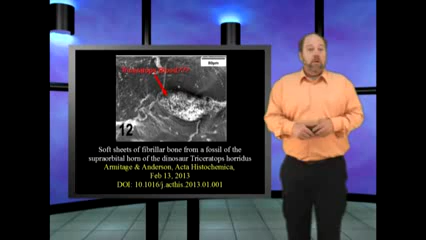 12
Soft sheets of fibrillar bone from a fossil of the
supraorbital horn of the dinosaur Triceratops horridus
Armitage & Anderson, Acta Histochemica,
Feb 13, 2013
DOI: 10.1016/j.acthis.2013.01.001